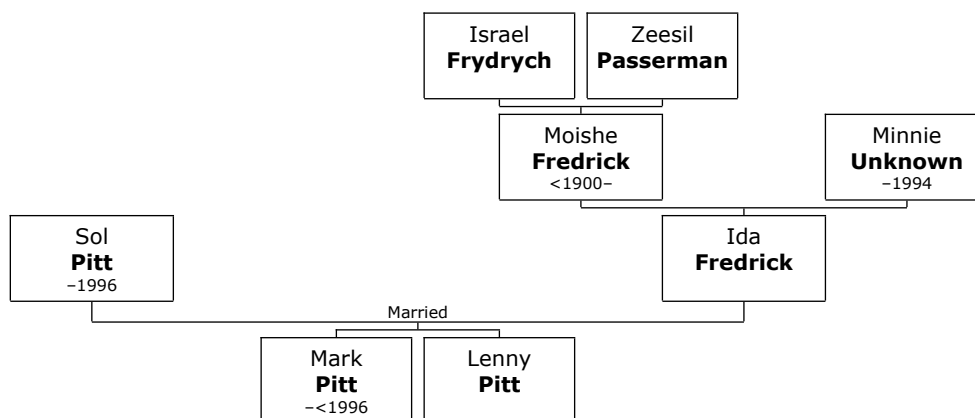 Israel
Frydrych
Zeesil
Passerman
Moishe
Fredrick
<1900–
Minnie
Unknown
–1994
Sol
Pitt
–1996
Ida
Fredrick
Married
Mark
Pitt
–<1996
Lenny
Pitt